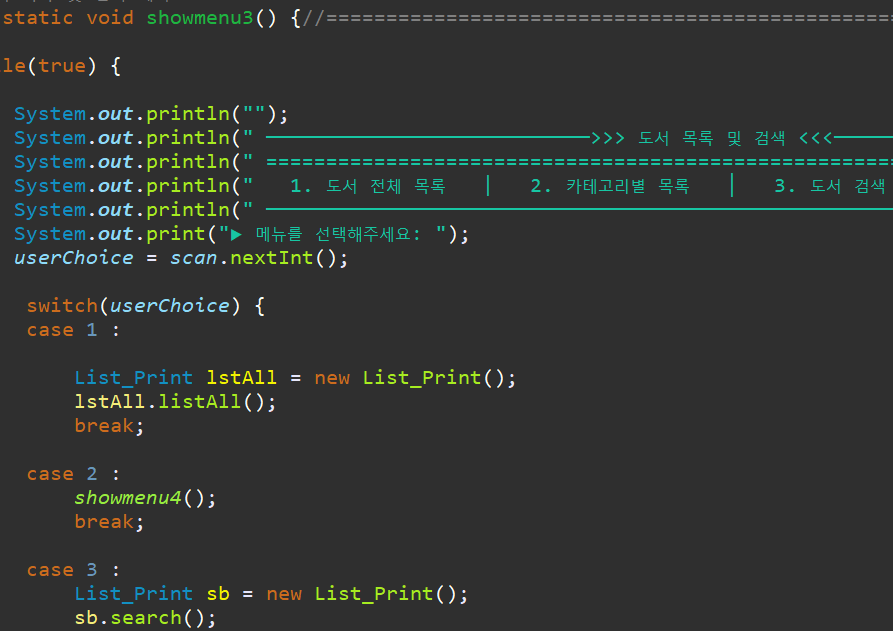 static void showmenu3() {//===============================================
le(true) {
System.out.println("");
System.out.println(" ───────────────────────────>>> 도서 목록 및 검색 <<<─────
System.out.println(" ====================================================
System.out.println("   1. 도서 전체 목록   │   2. 카테고리별 목록   │   3. 도서 검색
System.out.println(" ────────────────────────────────────────────────────
System.out.print("▶ 메뉴를 선택해주세요: ");
userChoice = scan.nextInt();
switch(userChoice) {
case 1 :
List_Print lstAll = new List_Print();
lstAll.listAll();
break;
case 2 :
showmenu4();
break;
case 3 :
List_Print sb = new List_Print();
sb.search();